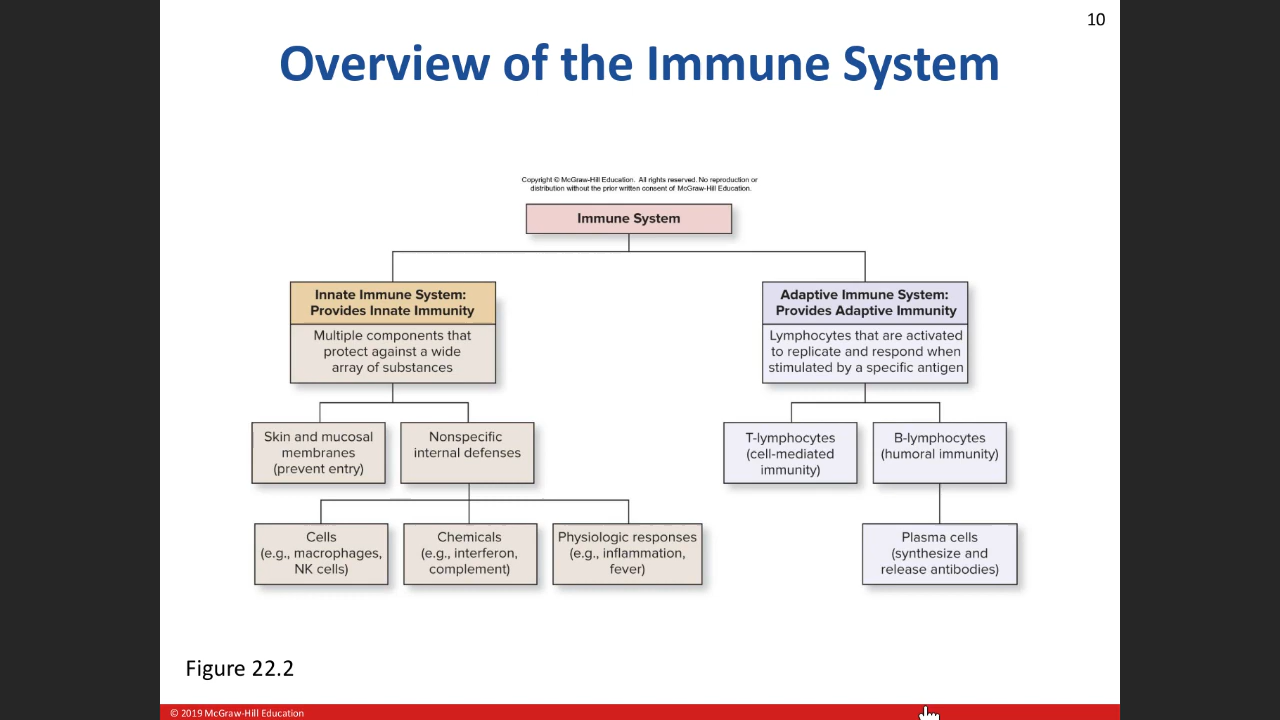 10
Overview of the Immune System
Copyright © McGraw-Hill Education. All rights reserved. No reproduction or
distribution without the prior written consent of McGraw-Hill Education.
Immune System
Innate Immune System:
Provides Innate Immunity
Multiple components that
protect against a wide
array of substances
Adaptive Immune System:
Provides Adaptive Immunity
Lymphocytes that are activated
to replicate and respond when
stimulated by a specific antigen
Skin and mucosal
membranes
(prevent entry)
Nonspecific
internal defenses
T-lymphocytes
(cell-mediated
immunity)
B-lymphocytes
(humoral immunity)
Cells
(e.g., macrophages,
NK cells)
Chemicals
(e.g., interferon,
complement)
Physiologic responses
(e.g., inflammation,
fever)
Plasma cells
(synthesize and
release antibodies)
Figure 22.2
© 2019 McGraw-Hill Education